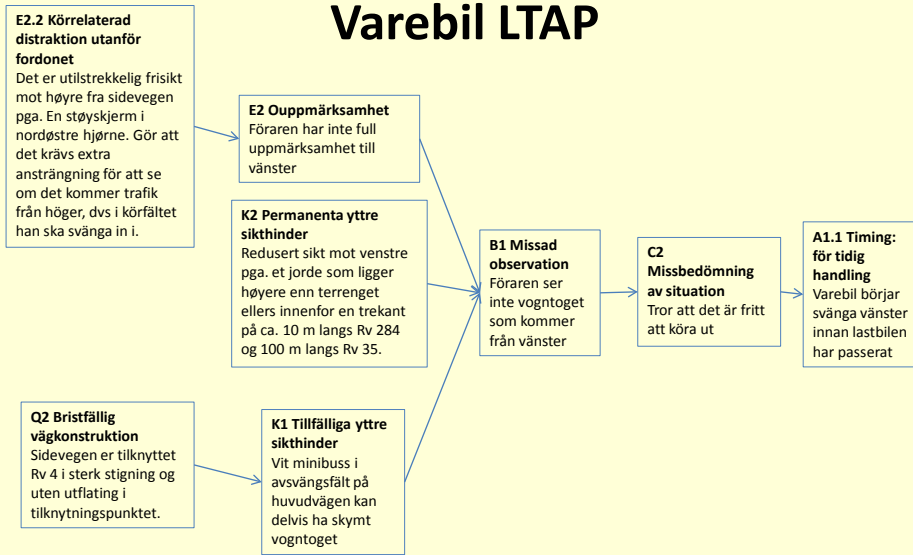 Varebil LTAP
E2.2 Körrelaterad
distraktion utanför
fordonet
Det er utilstrekkelig frisikt
mot høyre fra sidevegen
pga. En støyskjerm i
nordøstre hjørne. Gör att
det krävs extra
ansträngning för att se
om det kommer trafik
från höger, dvs i körfältet
han ska svänga in i.
E2 Ouppmärksamhet
Föraren har inte full
uppmärksamhet till
vänster
K2 Permanenta yttre
sikthinder
Redusert sikt mot venstre
pga. et jorde som ligger
høyere enn terrenget
ellers innenfor en trekant
på ca. 10 m langs Rv 284
og 100 m langs Rv 35.
Q2 Bristfällig
vägkonstruktion
Sidevegen er tilknyttet
Rv 4 i sterk stigning og
uten utflating i
tilknytningspunktet.
K1 Tillfälliga yttre
sikthinder
Vit minibuss i
avsvängsfält på
huvudvägen kan
delvis ha skymt
vogntoget
B1 Missad
observation
Föraren ser
inte vogntoget
som kommer
från vänster
C2
Missbedömning
av situation
Tror att det är fritt
att köra ut
A1.1 Timing:
för tidig
handling
Varebil börjar
svänga vänster
innan lastbilen
har passerat